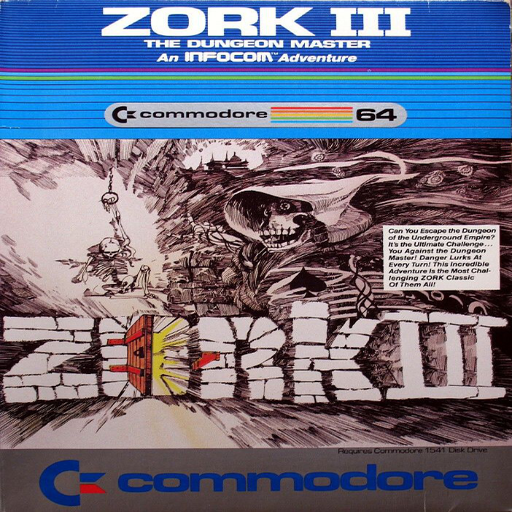 ZORK III
THE DUNGEON MASTER
An INFOCOM™ Adventure
commodore 64
Can You Escape the Dungeon
of the Underground Empire?
It's the Ultimate Challenge...
You Against the Dungeon
Master! Danger Lurks At
Every Turn! This Incredible
Adventure Is the Most Chal-
lenging ZORK Classic
Of Them All!
ZORK III
Requires Commodore 1541 Disk Drive
commodore